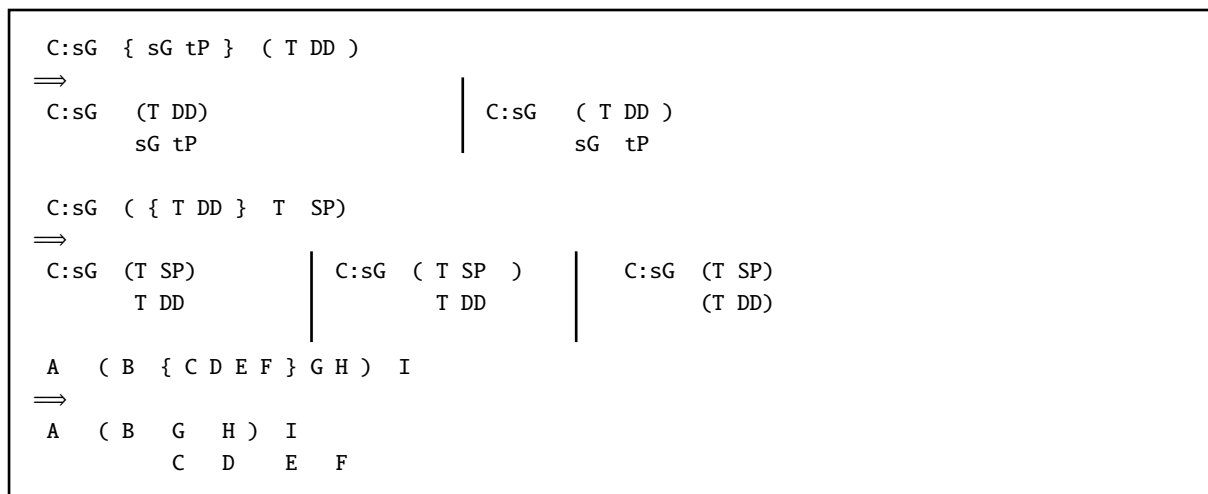 C:sG { sG tP } ( T DD )
⟹
C:sG (T DD) C:sG ( T DD )
sG tP sG tP
C:sG ( { T DD } T SP)
⟹
C:sG (T SP) C:sG ( T SP ) C:sG (T SP)
T DD T DD (T DD)
A ( B { C D E F } G H ) I
⟹
A ( B G H ) I
C D E F